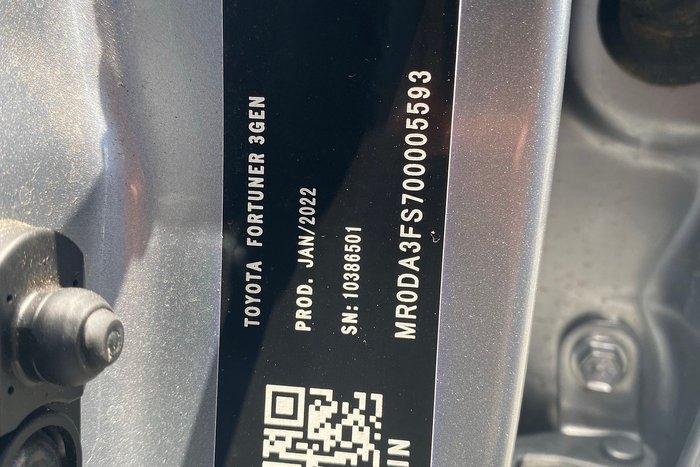 TOYOTA FORTUNER 3GEN
PROD. JAN/2022
SN: 10386501
MR0DA3FS700005593